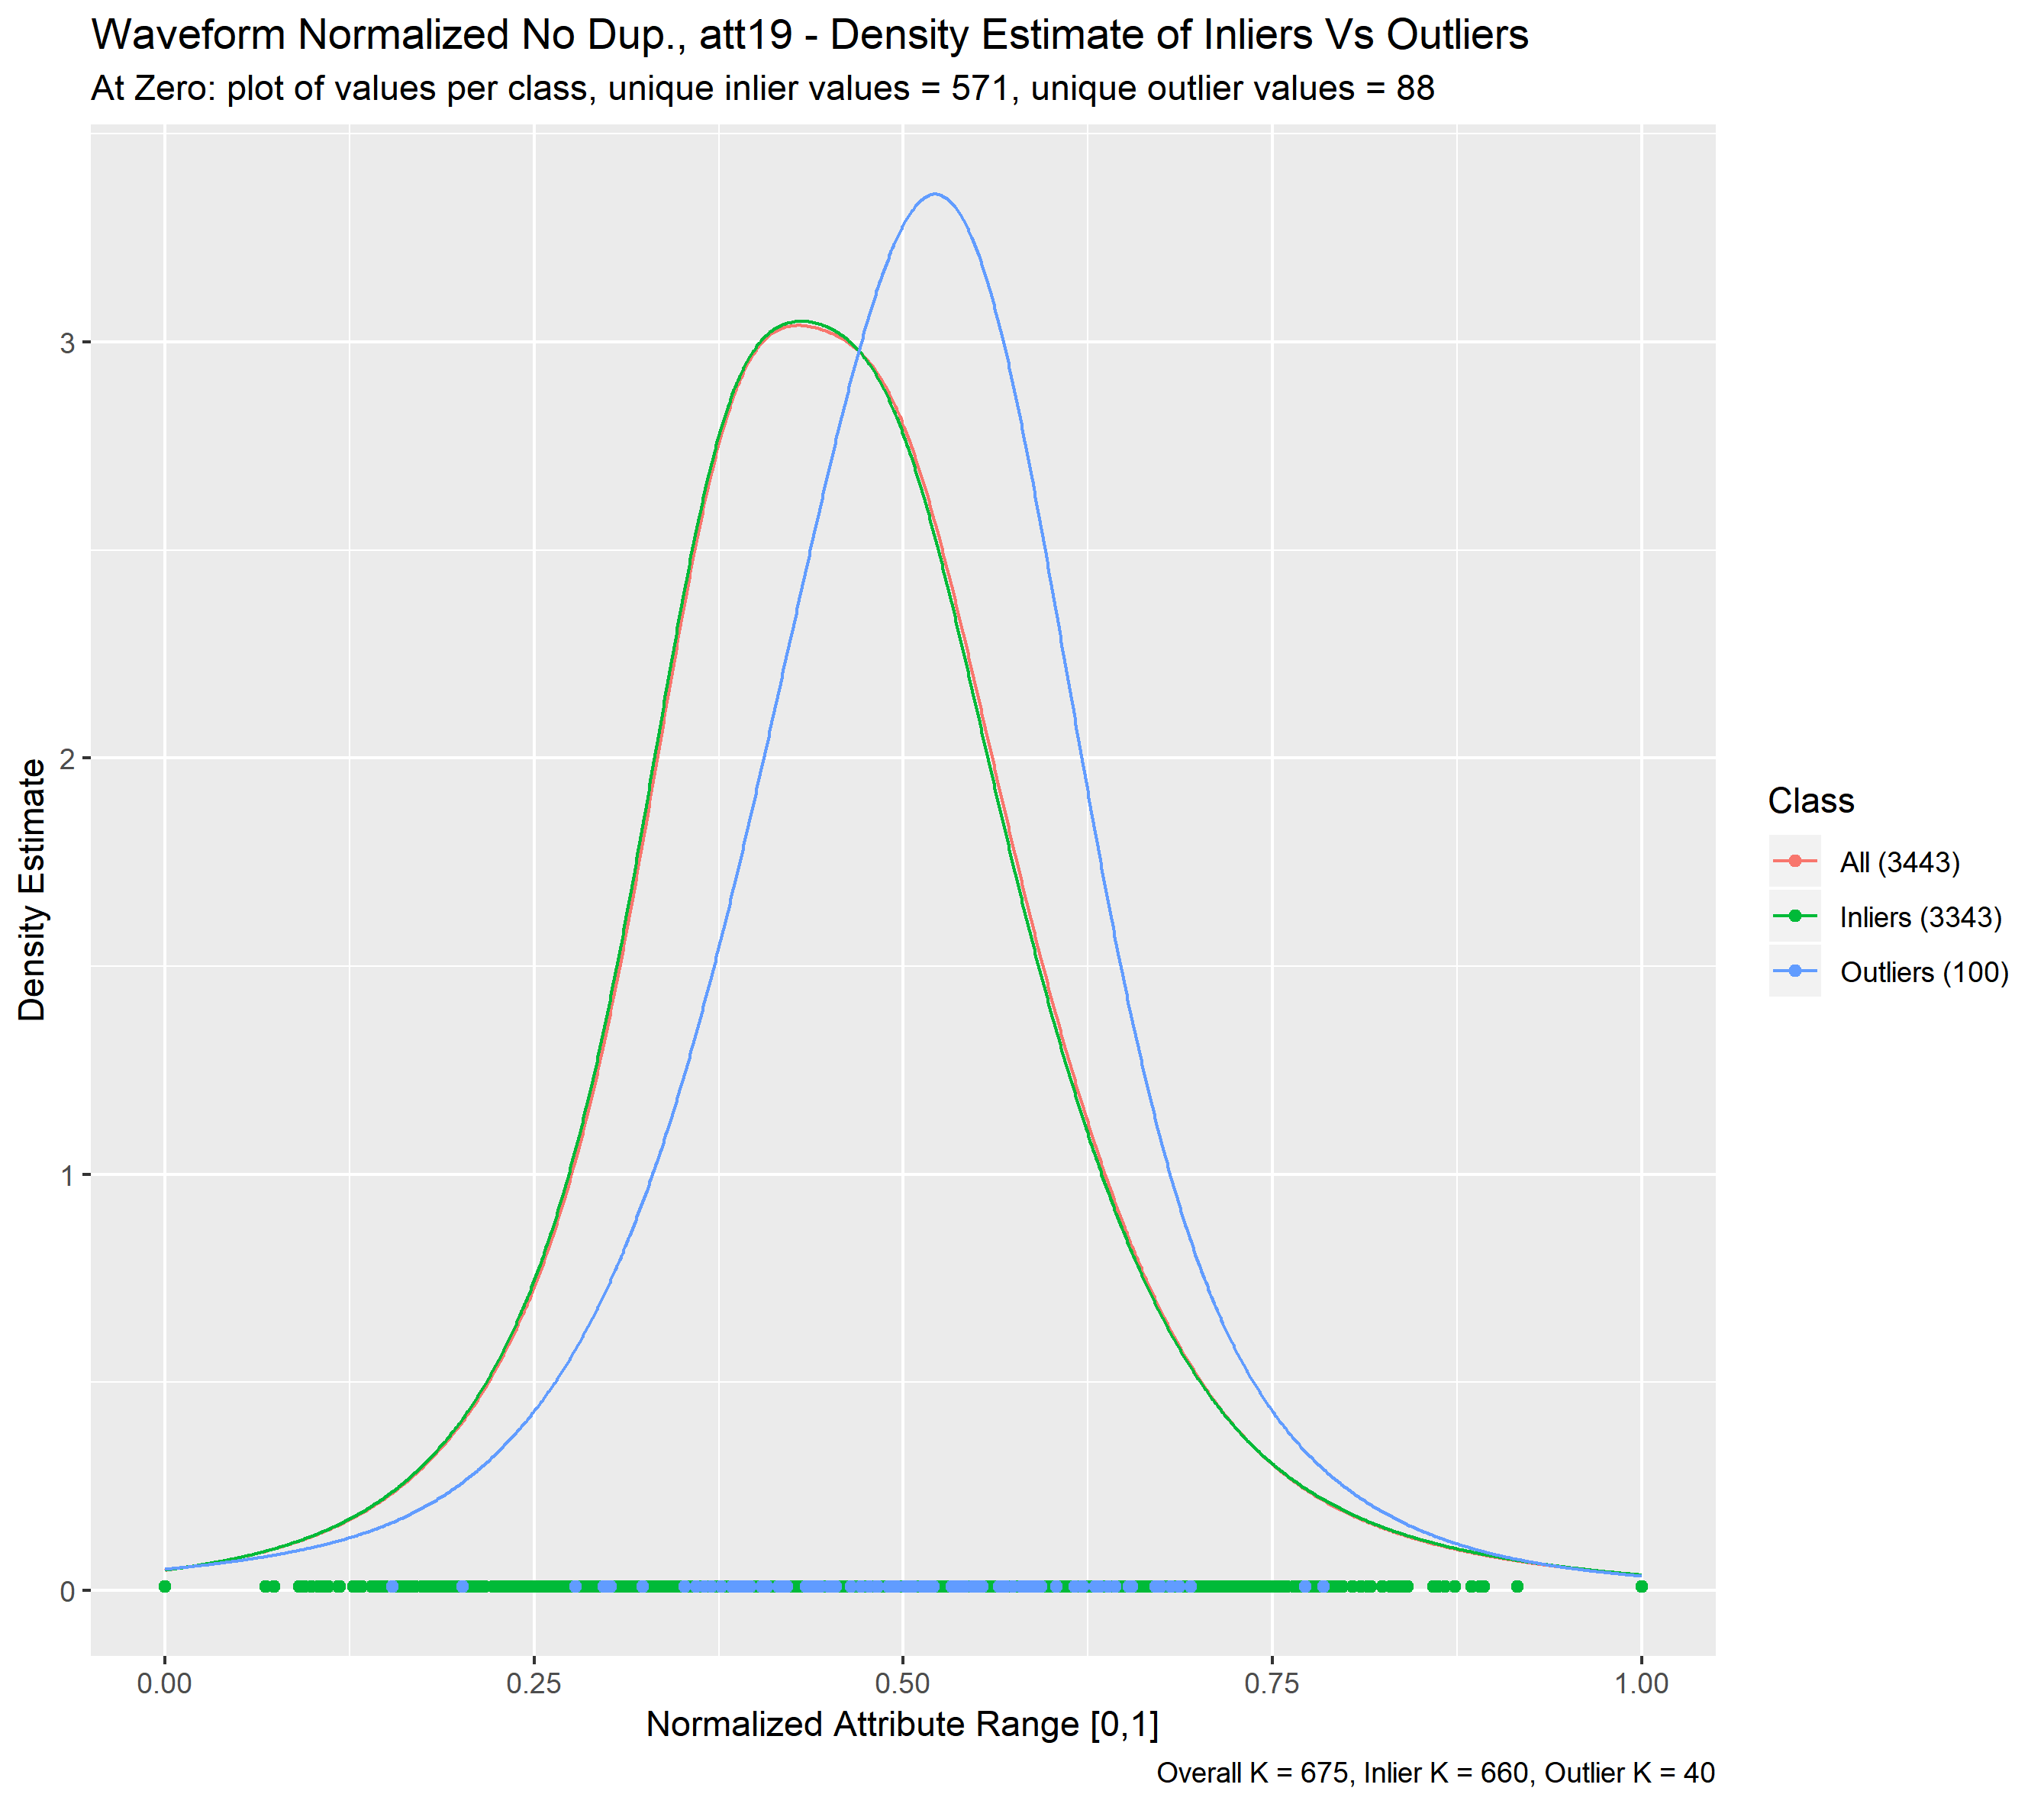 Waveform Normalized No Dup., att19 - Density Estimate of Inliers Vs Outliers
At Zero: plot of values per class, unique inlier values = 571, unique outlier values = 88
Density Estimate
3
2
1
0
0.00
0.25
0.50
0.75
1.00
Normalized Attribute Range [0,1]
Class
All (3443)
Inliers (3343)
Outliers (100)
Overall K = 675, Inlier K = 660, Outlier K = 40